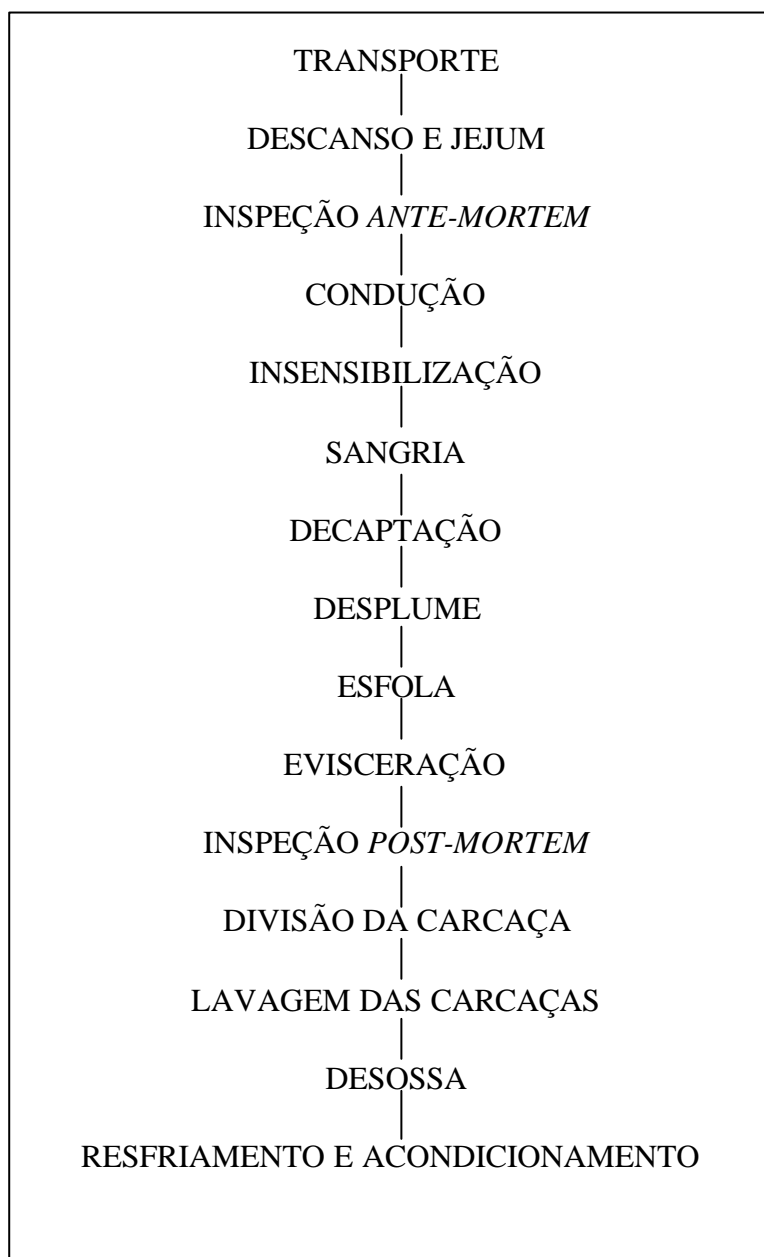 TRANSPORTE
DESCANSO E JEJUM
INSPEÇÃO ANTE-MORTEM
CONDUÇÃO
INSENSIBILIZAÇÃO
SANGRIA
DECAPTAÇÃO
DESPLUME
ESFOLA
EVISCERAÇÃO
INSPEÇÃO POST-MORTEM
DIVISÃO DA CARCAÇA
LAVAGEM DAS CARCAÇAS
DESOSSA
RESFRIAMENTO E ACONDICIONAMENTO